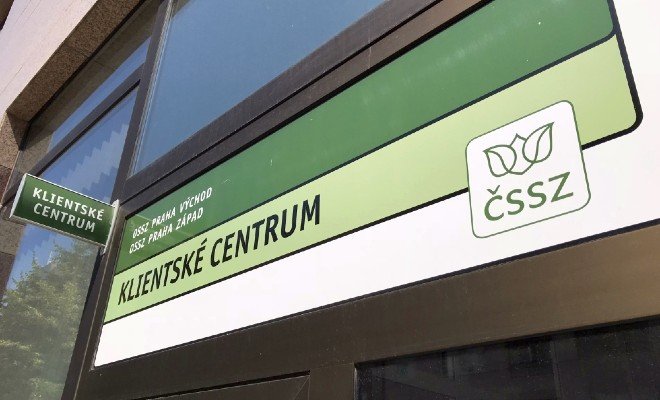 KLIENTSKÉ
CENTRUM
OSSZ PRAHA VÝCHOD
OSSZ PRAHA ZÁPAD
KLIENTSKÉ CENTRUM
ČSSZ